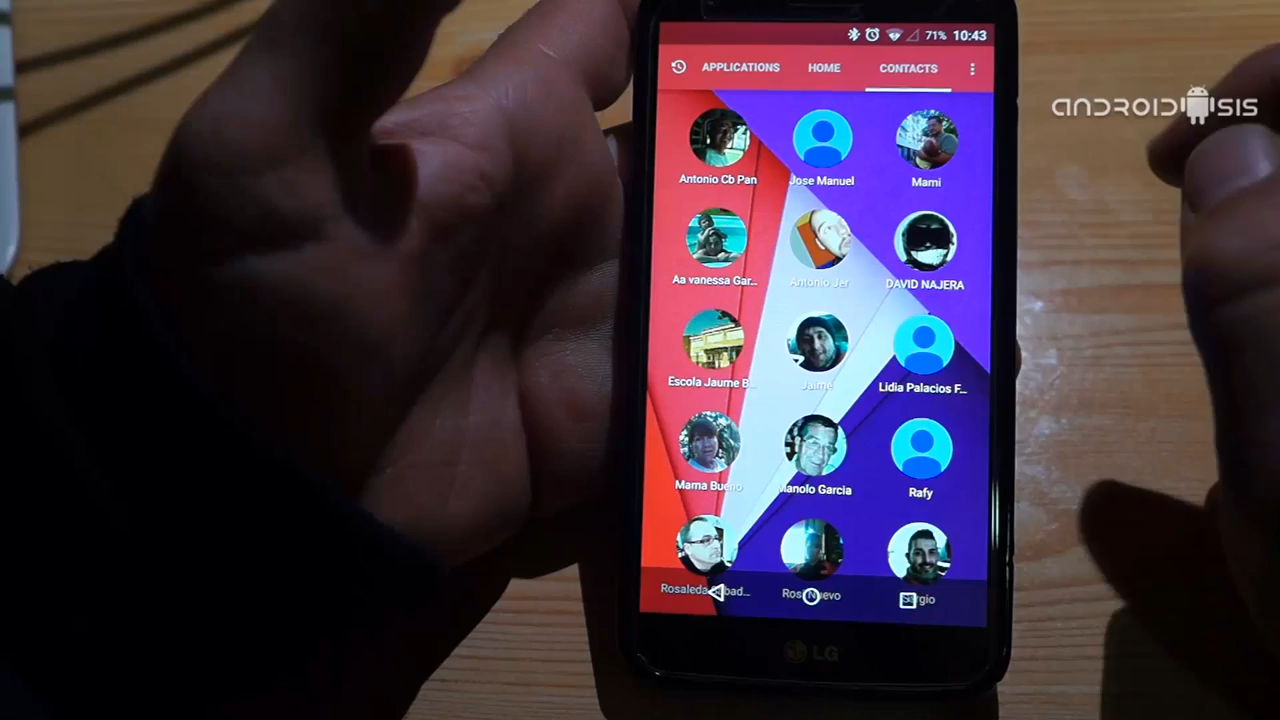 71% 10:43
APPLICATIONS HOME CONTACTS
ANDROIDSIS
Antonio Cb Pan Jose Manuel Mami
Aa vanessa Gar... Antonio Jer DAVID NAJERA
Escola Jaume B... Jaime Lidia Palacios F...
Mama Bueno Manolo Garcia Rafy
Rosaleda Nuevo Sergio
LG